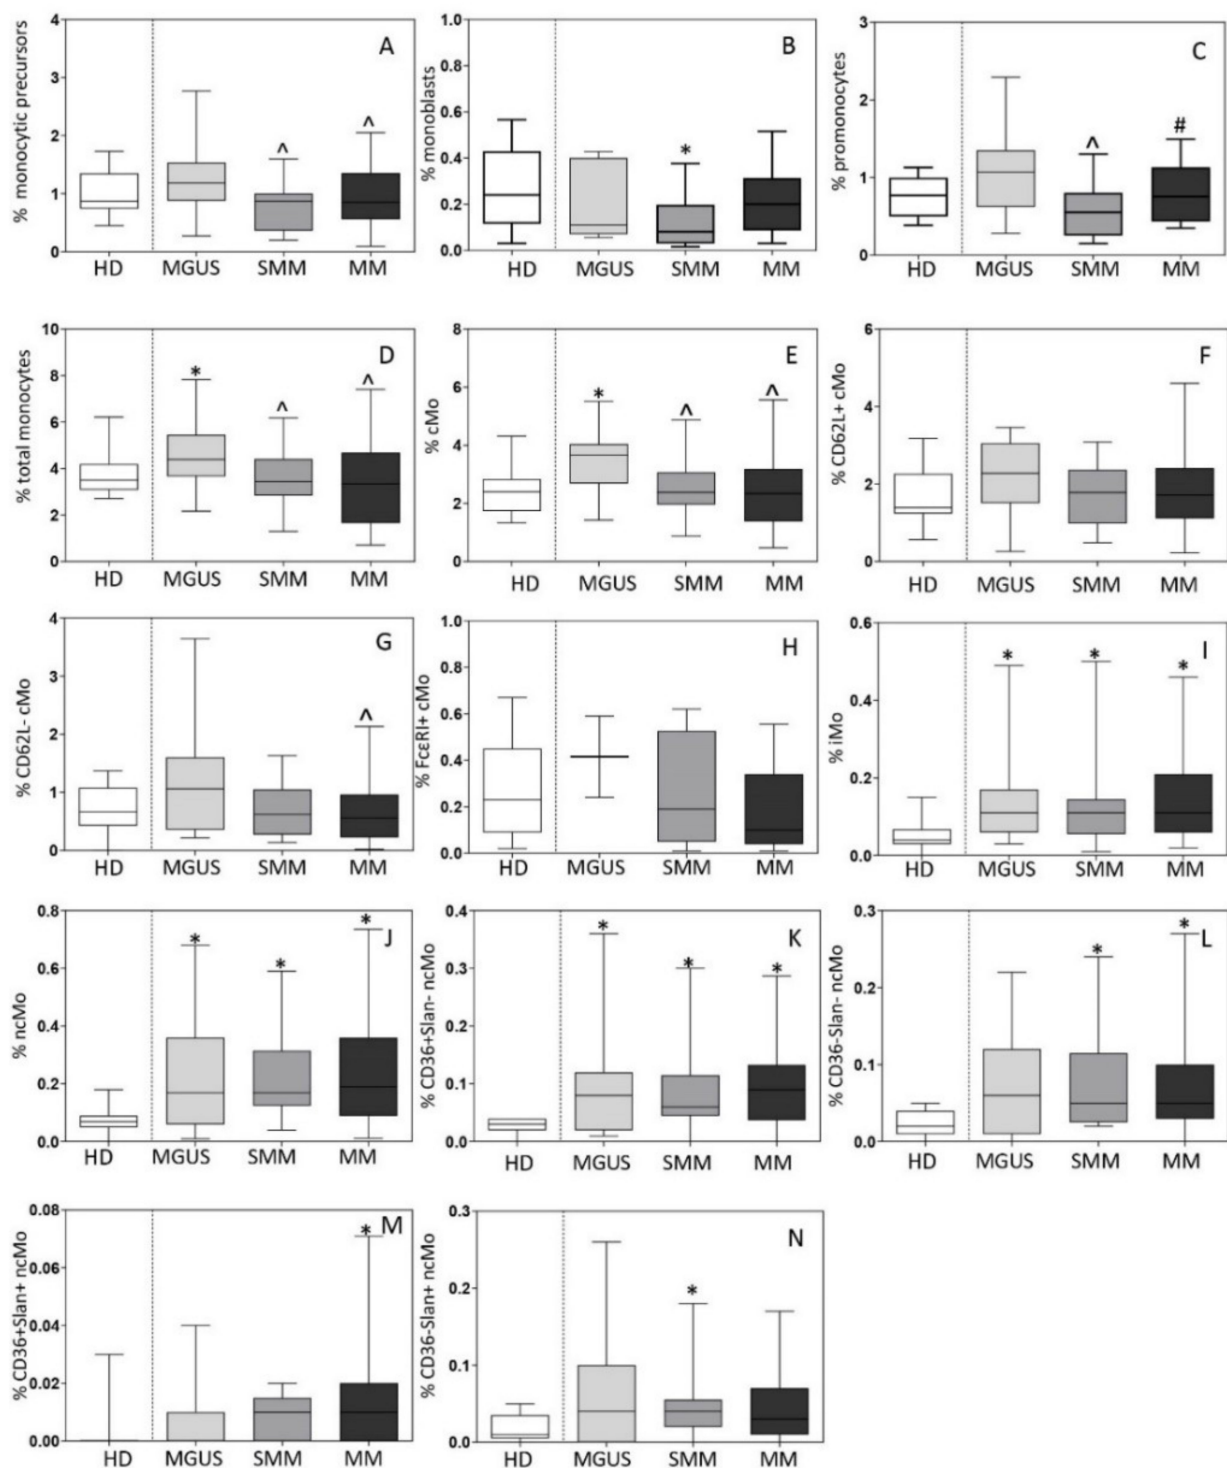 % monocytic precursors
4
3
2
1
0
A
^
^
HD
MGUS
SMM
MM
% monoblasts
1.0
0.8
0.6
0.4
0.2
0.0
B
*
HD
MGUS
SMM
MM
% promonocytes
3
2
1
0
C
^
#
HD
MGUS
SMM
MM
% total monocytes
10
8
6
4
2
0
D
*
^
^
HD
MGUS
SMM
MM
% cMo
8
6
4
2
0
E
*
^
^
HD
MGUS
SMM
MM
% CD62L+ cMo
6
4
2
0
F
HD
MGUS
SMM
MM
% CD62L- cMo
4
3
2
1
0
G
^
HD
MGUS
SMM
MM
% FcεRI+ cMo
1.0
0.8
0.6
0.4
0.2
0.0
H
HD
MGUS
SMM
MM
% iMo
0.6
0.4
0.2
0.0
I
*
*
*
HD
MGUS
SMM
MM
% ncMo
0.8
0.6
0.4
0.2
0.0
J
*
*
*
HD
MGUS
SMM
MM
% CD36+Slan- ncMo
0.4
0.3
0.2
0.1
0.0
K
*
*
*
HD
MGUS
SMM
MM
% CD36-Slan- ncMo
0.3
0.2
0.1
0.0
L
*
*
HD
MGUS
SMM
MM
% CD36+Slan+ ncMo
0.08
0.06
0.04
0.02
0.00
M
*
HD
MGUS
SMM
MM
% CD36-Slan+ ncMo
0.3
0.2
0.1
0.0
N
*
HD
MGUS
SMM
MM